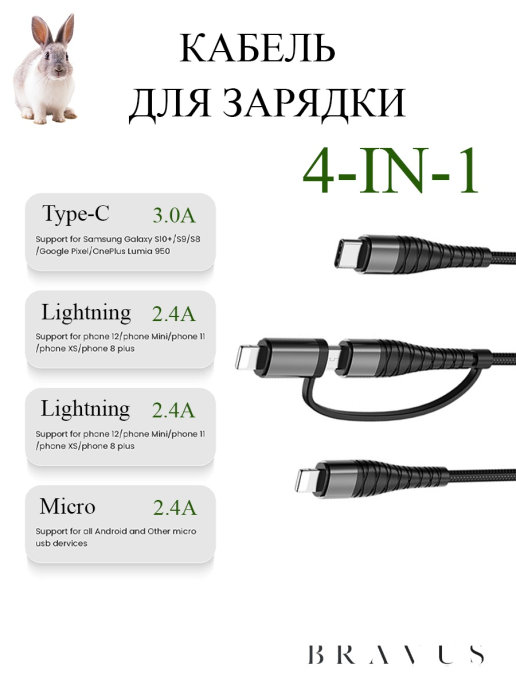 КАБЕЛЬ
ДЛЯ ЗАРЯДКИ
4-IN-1
Type-C 3.0A
Support for Samsung Galaxy S10+/S9/S8
/Google Pixel/OnePlus Lumia 950
Lightning 2.4A
Support for phone 12/phone Mini/phone 11
/phone XS/phone 8 plus
Lightning 2.4A
Support for phone 12/phone Mini/phone 11
/phone XS/phone 8 plus
Micro 2.4A
Support for all Android and Other micro
usb dervices
BRAVUS